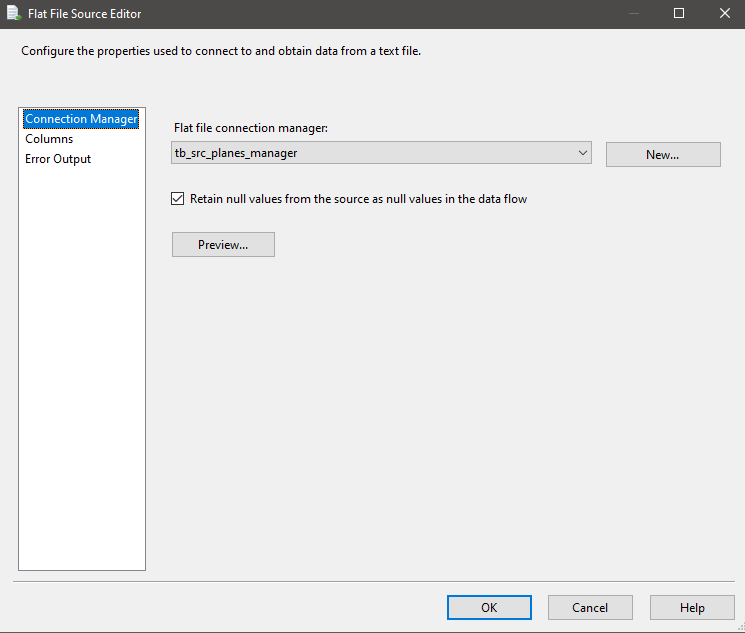 Flat File Source Editor
Configure the properties used to connect to and obtain data from a text file.
Connection Manager
Columns
Error Output
Flat file connection manager:
tb_src_planes_manager
New...
Retain null values from the source as null values in the data flow
Preview...
OK
Cancel
Help